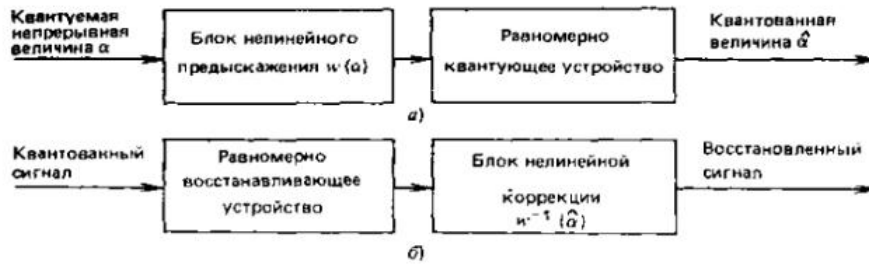 Квантуемая
непрерывная
величина α
Блок нелинейного
предыскажения w (α)
Равномерно
квантующее устройство
Квантованная
величина α̂
а)
Квантованный
сигнал
Равномерно
восстанавливающее
устройство
Блок нелинейной
коррекции
w⁻¹ (α̂)
Восстановленный
сигнал
б)